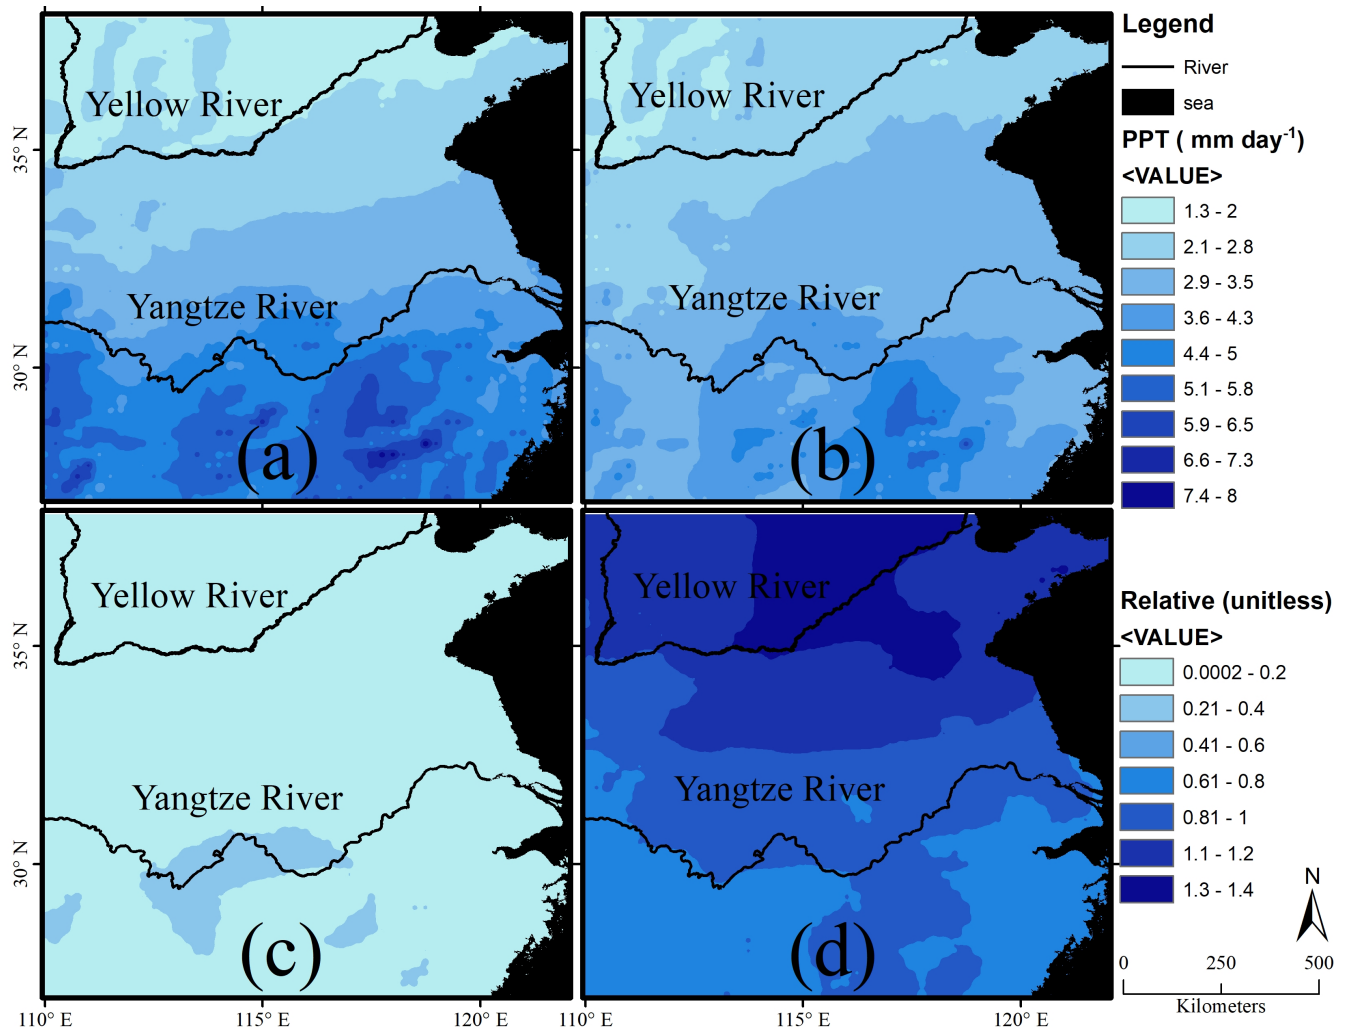 Yellow River
Yangtze River
(a)
Yellow River
Yangtze River
(b)
Yellow River
Yangtze River
(c)
Yellow River
Yangtze River
(d)
35° N
30° N
35° N
30° N
110° E
115° E
120° E
110° E
115° E
120° E
Legend
River
sea
PPT ( mm day⁻¹)
<VALUE>
1.3 - 2
2.1 - 2.8
2.9 - 3.5
3.6 - 4.3
4.4 - 5
5.1 - 5.8
5.9 - 6.5
6.6 - 7.3
7.4 - 8
Relative (unitless)
<VALUE>
0.0002 - 0.2
0.21 - 0.4
0.41 - 0.6
0.61 - 0.8
0.81 - 1
1.1 - 1.2
1.3 - 1.4
N
0 250 500
Kilometers